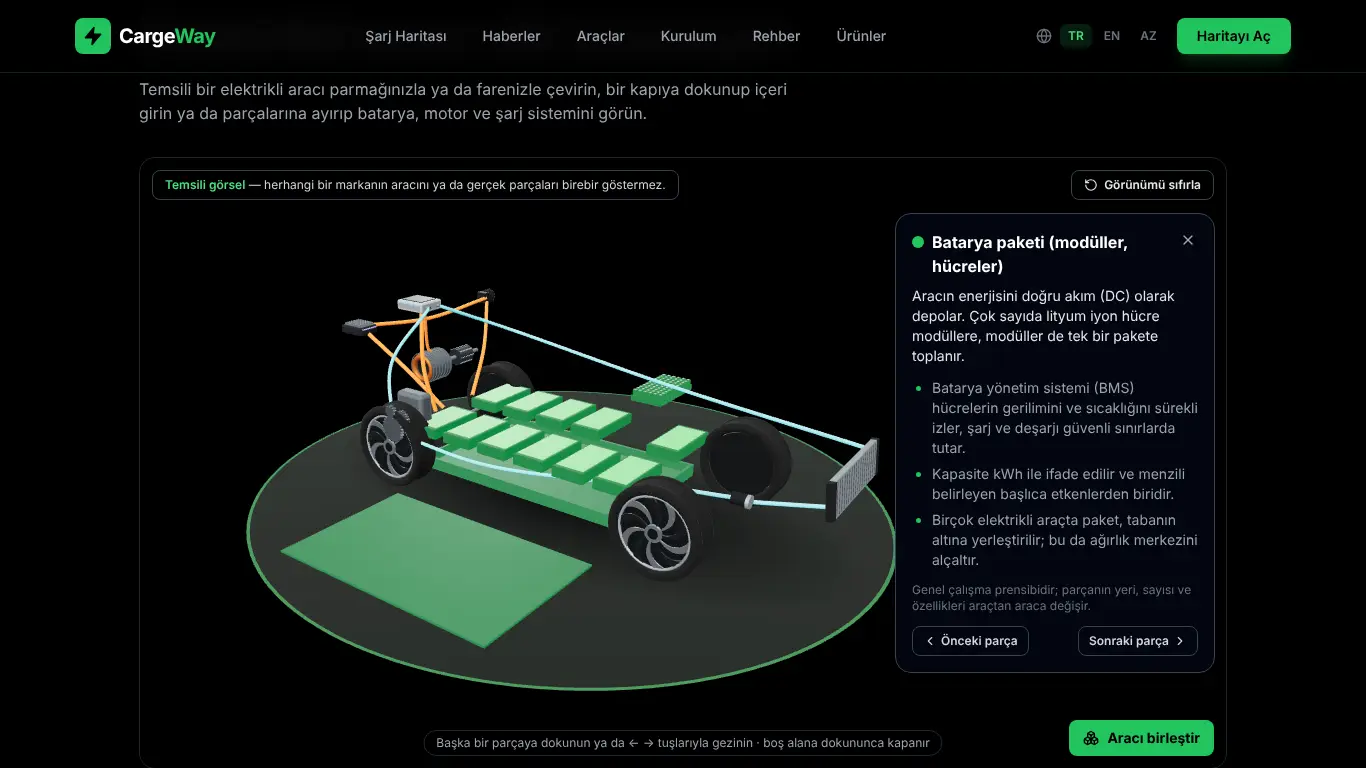 CargeWay
Şarj Haritası
Haberler
Araçlar
Kurulum
Rehber
Ürünler
TR
EN
AZ
Haritayı Aç
Temsili bir elektrikli aracı parmağınızla ya da farenizle çevirin, bir kapıya dokunup içeri
girin ya da parçalarına ayırıp batarya, motor ve şarj sistemini görün.
Temsili görsel — herhangi bir markanın aracını ya da gerçek parçaları birebir göstermez.
Görünümü sıfırla
Batarya paketi (modüller,
hücreler)
Aracın enerjisini doğru akım (DC) olarak
depolar. Çok sayıda lityum iyon hücre
modüllere, modüller de tek bir pakete
toplanır.
Batarya yönetim sistemi (BMS)
hücrelerin gerilimini ve sıcaklığını sürekli
izler, şarj ve deşarjı güvenli sınırlarda
tutar.
Kapasite kWh ile ifade edilir ve menzili
belirleyen başlıca etkenlerden biridir.
Birçok elektrikli araçta paket, tabanın
altına yerleştirilir; bu da ağırlık merkezini
alçaltır.
Genel çalışma prensibidir; parçanın yeri, sayısı ve
özellikleri araçtan araca değişir.
Önceki parça
Sonraki parça
Başka bir parçaya dokunun ya da ← → tuşlarıyla gezinin · boş alana dokununca kapanır
Aracı birleştir